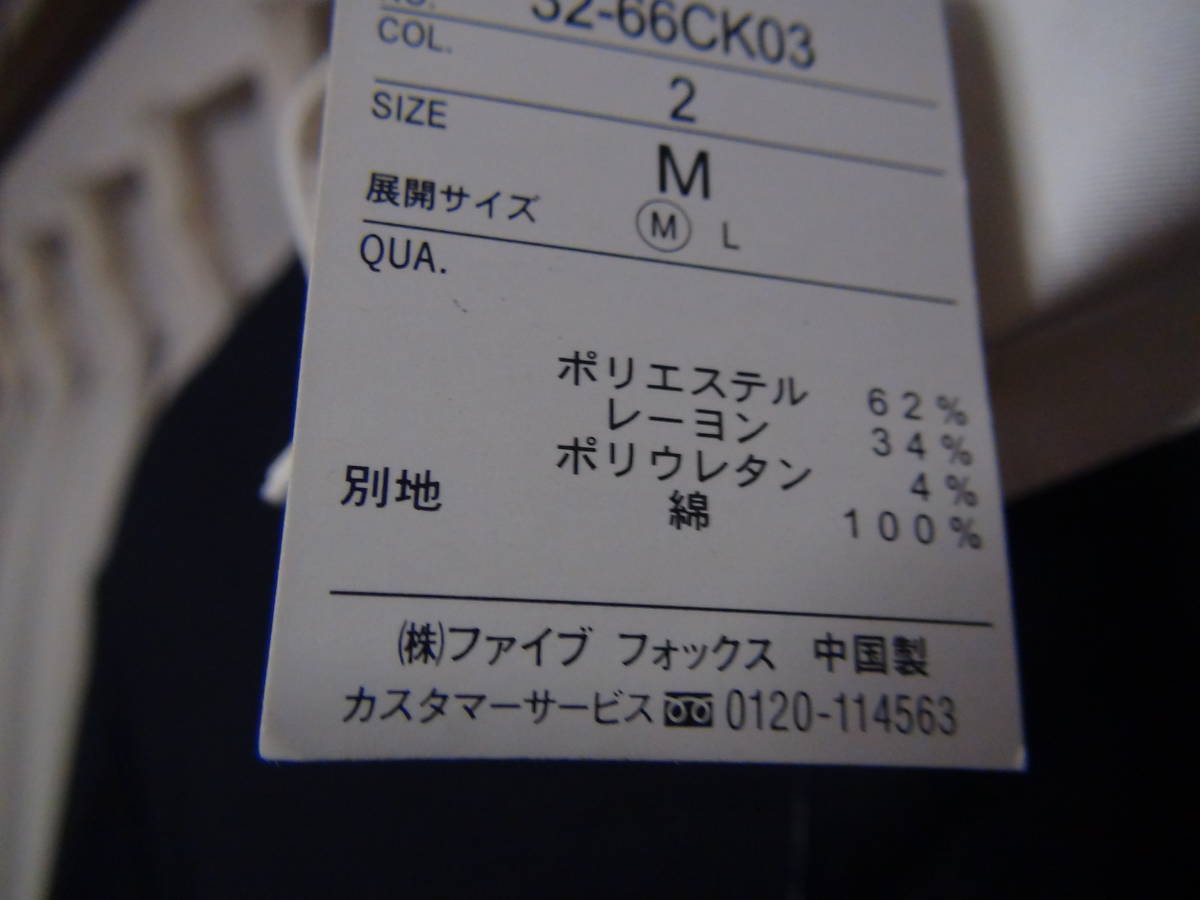 NO. 32-66CK03
COL. 2
SIZE M
展開サイズ Ⓜ L
QUA.
ポリエステル 62%
レーヨン 34%
ポリウレタン 4%
別地 綿 100%
㈱ファイブ フォックス 中国製
カスタマーサービス 0120-114563